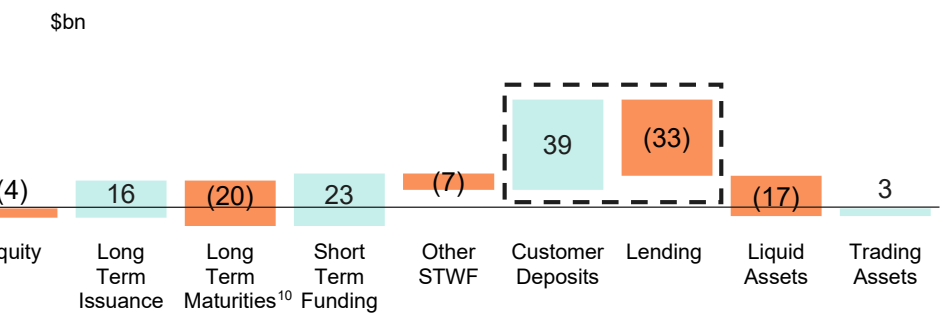 $bn
(4)
16
(20)
23
(7)
39
(33)
(17)
3
quity
Long
Term
Issuance
Long
Term
Maturities¹⁰
Short
Term
Funding
Other
STWF
Customer
Deposits
Lending
Liquid
Assets
Trading
Assets